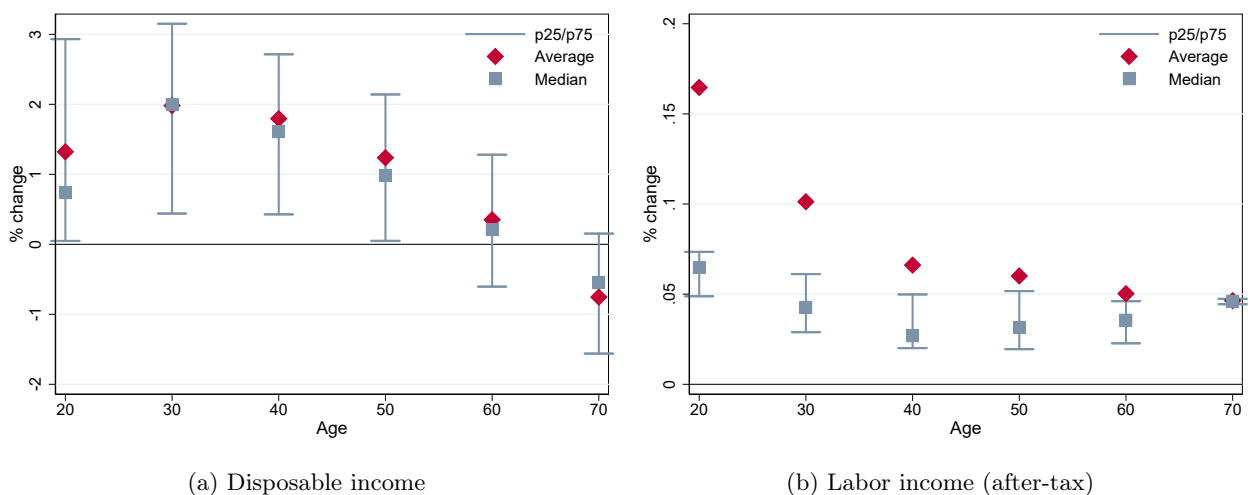 3
2
1
0
-1
-2
% change
20 30 40 50 60 70
Age
p25/p75
Average
Median
(a) Disposable income
.2
.15
.1
.05
0
% change
20 30 40 50 60 70
Age
p25/p75
Average
Median
(b) Labor income (after-tax)